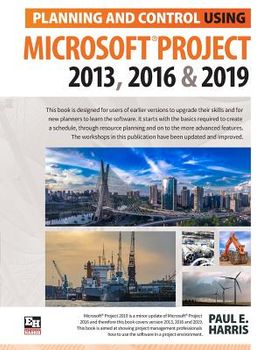 PLANNING AND CONTROL USING
MICROSOFT® PROJECT
2013, 2016 & 2019
This book is designed for users of earlier versions to upgrade their skills and for
new planners to learn the software. It starts with the basics required to create
a schedule, through resource planning and on to the more advanced features.
The workshops in this publication have been updated and improved.
EH
HARRIS
Microsoft® Project 2019 is a minor update of Microsoft® Project
2016 and therefore this book covers version 2013, 2016 and 2019.
This book is aimed at showing project management professionals
how to use the software in a project environment.
PAUL E.
HARRIS